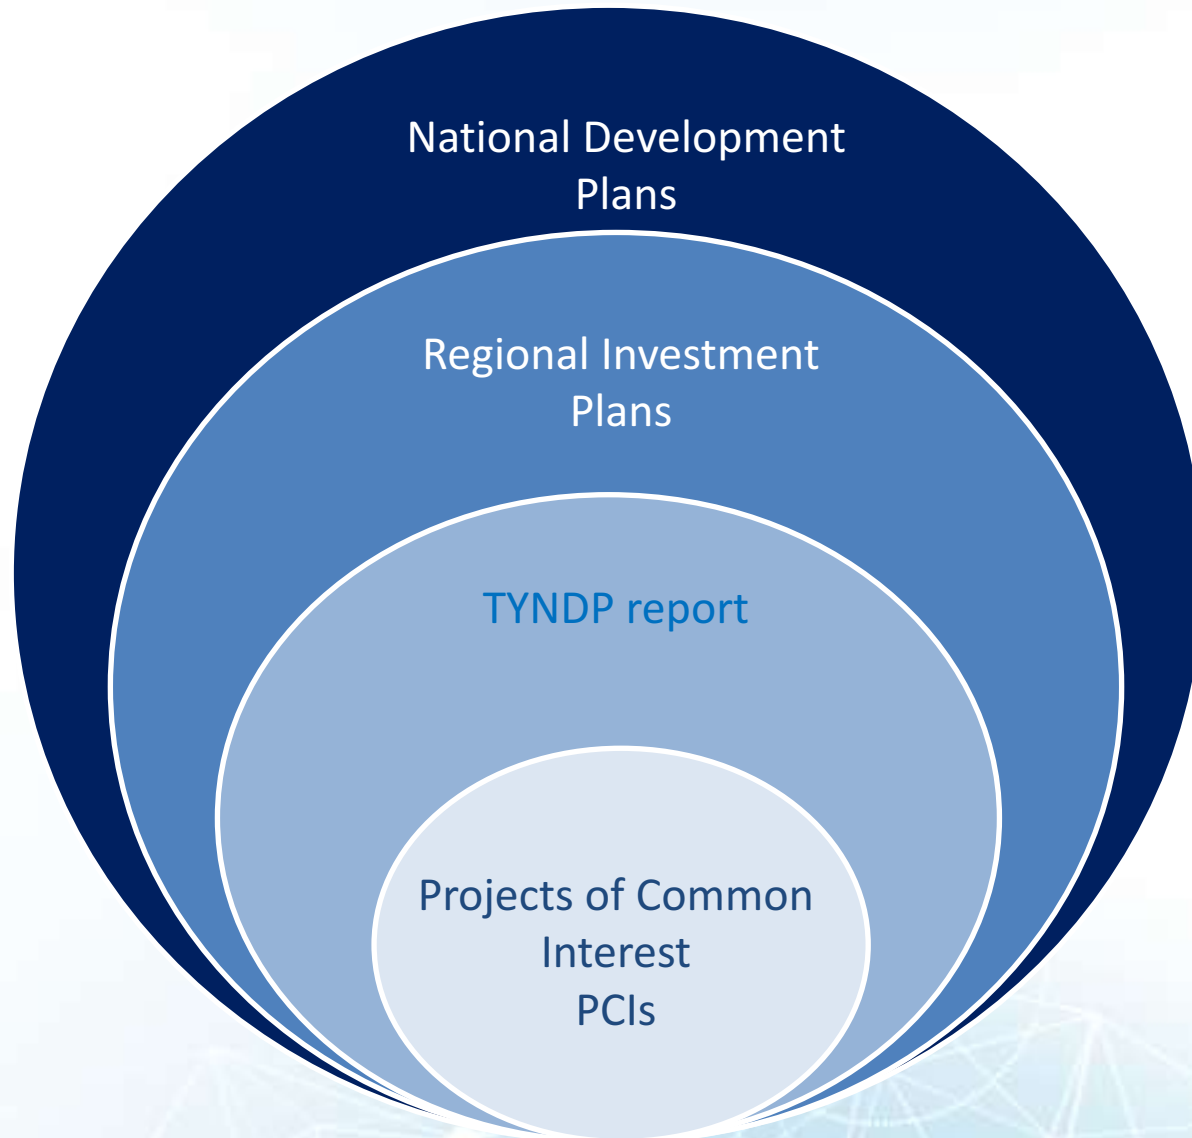 National Development
Plans
Regional Investment
Plans
TYNDP report
Projects of Common
Interest
PCIs